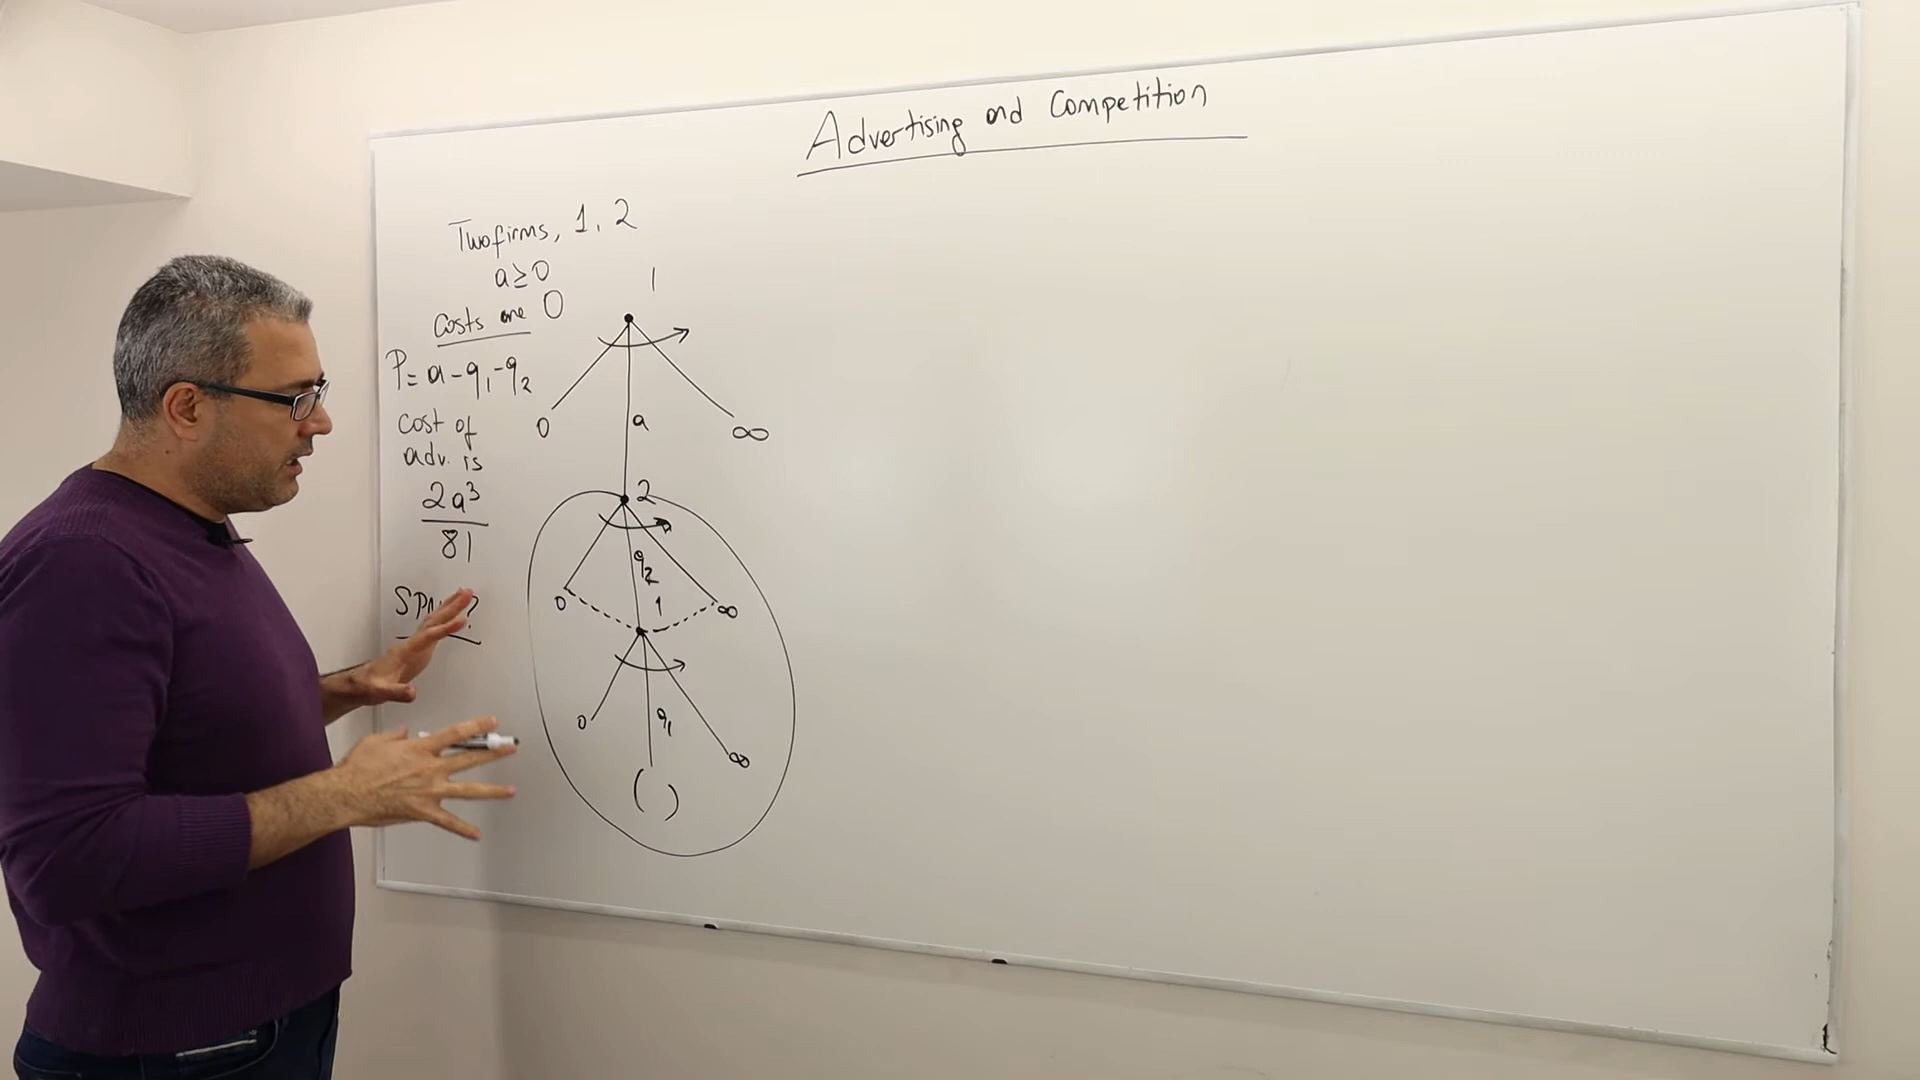 Advertising and Competition
Two firms, 1, 2
a ≥ 0
Costs are 0
P = a - q₁ - q₂
Cost of
adv. is
2a³
81
?
1
0
a
∞
2
q₂
0
1
∞
0
q₁
∞
( )